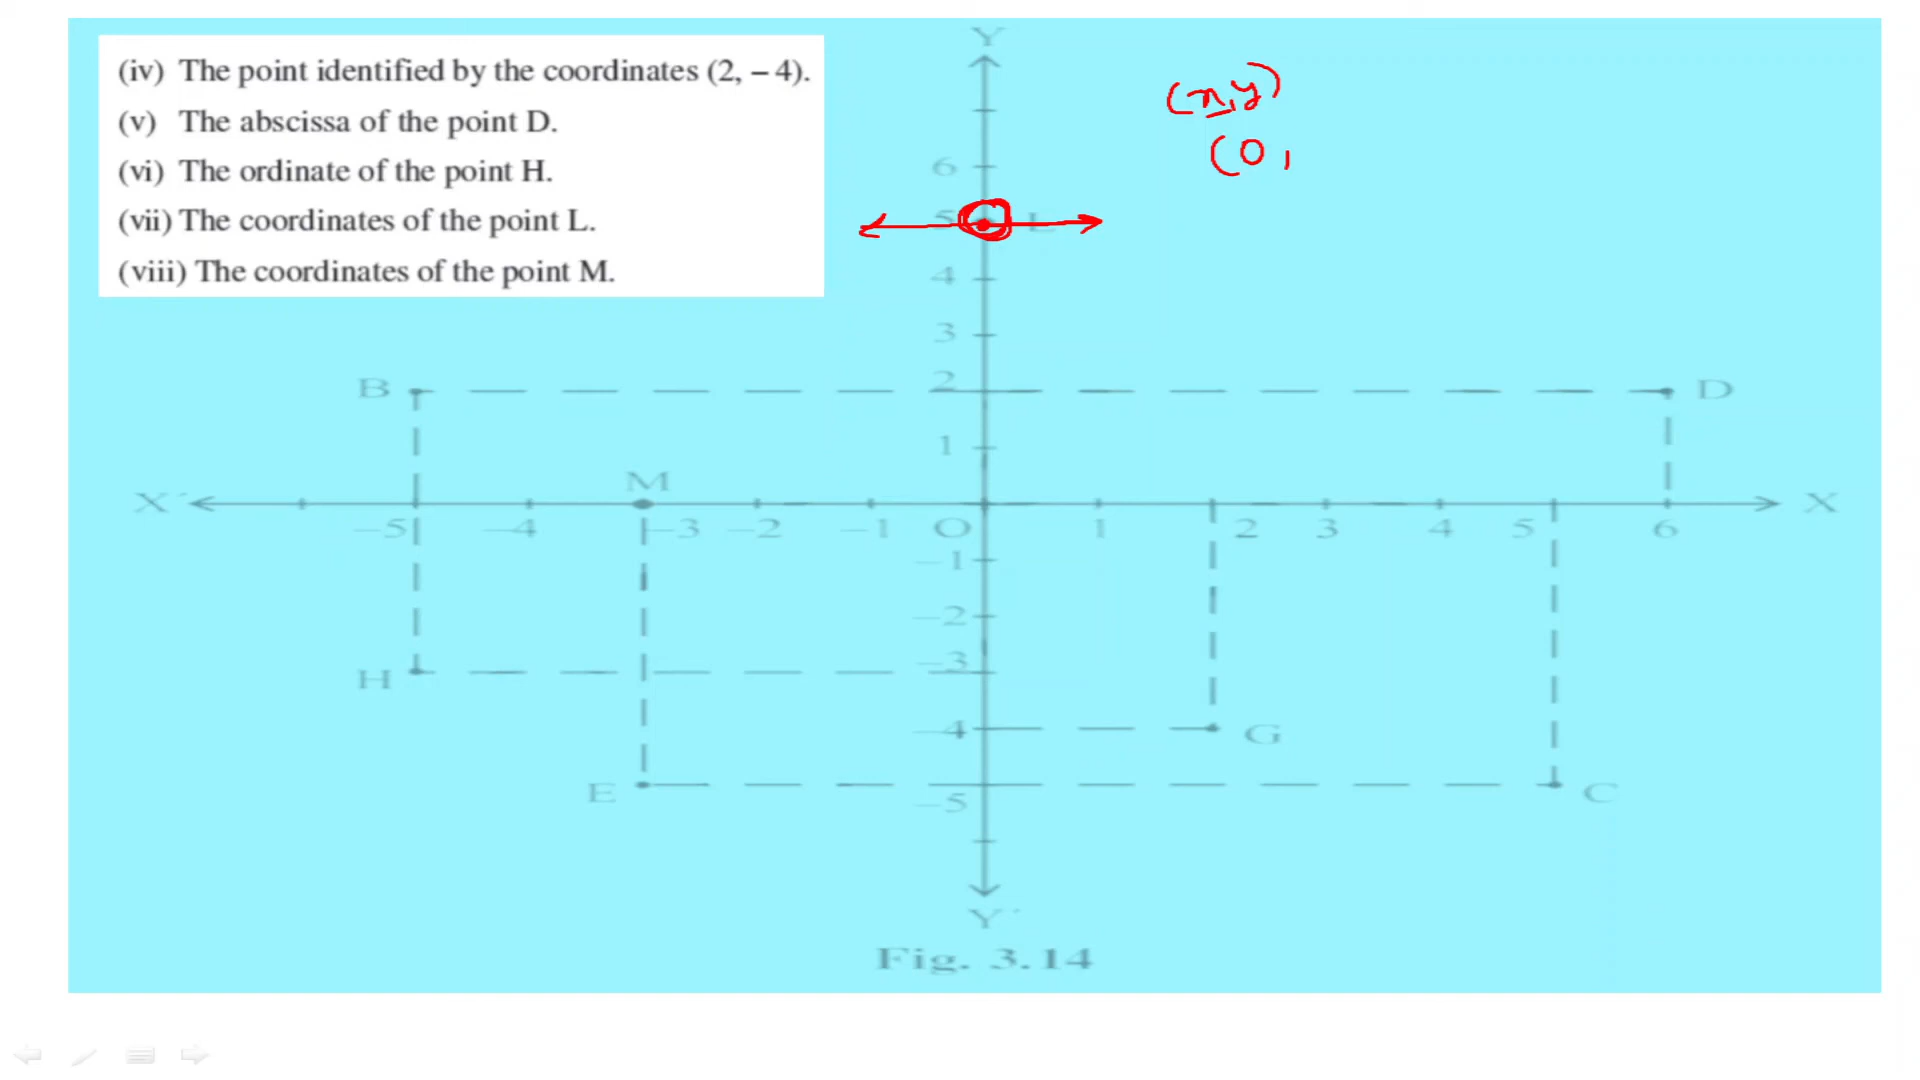 (iv) The point identified by the coordinates (2, – 4).
(v) The abscissa of the point D.
(vi) The ordinate of the point H.
(vii) The coordinates of the point L.
(viii) The coordinates of the point M.
Y
(x,y)
(0,
6
5 L
4
3
B 2 D
1
M
X′ X
–5 –4 –3 –2 –1 O 1 2 3 4 5 6
–1
–2
–3
H
–4 G
E C
–5
Y′
Fig. 3.14